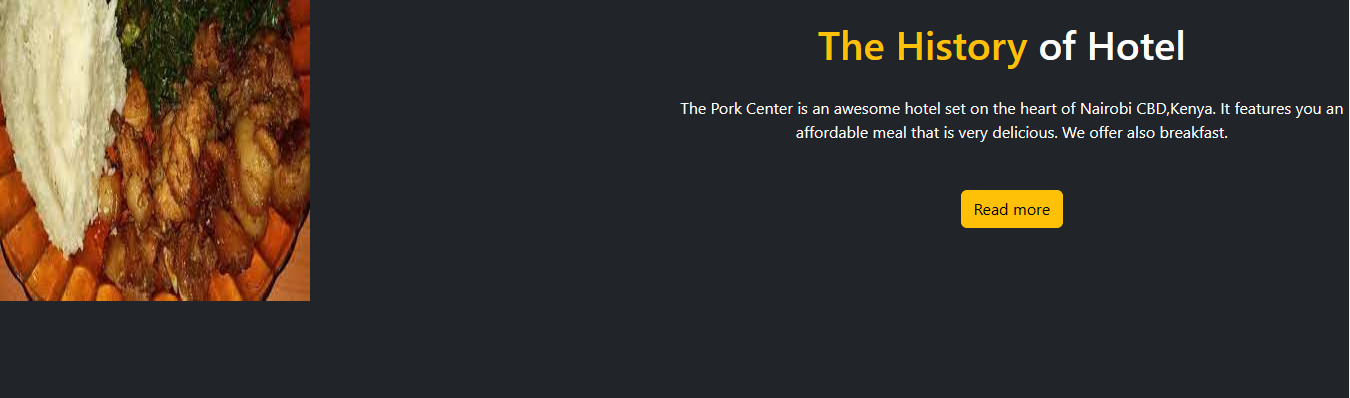 The History of Hotel
The Pork Center is an awesome hotel set on the heart of Nairobi CBD,Kenya. It features you an
affordable meal that is very delicious. We offer also breakfast.
Read more